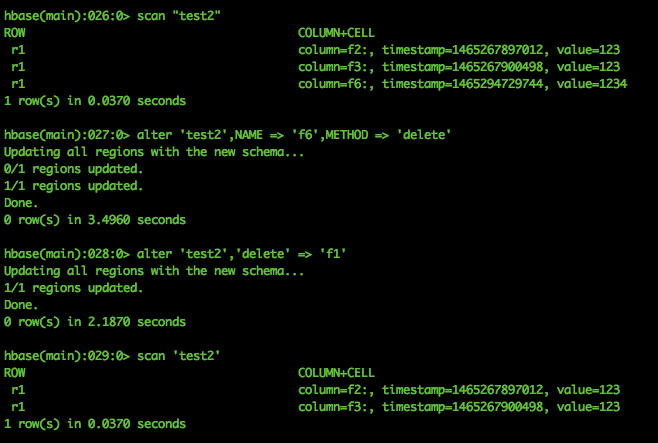 hbase(main):026:0> scan "test2"
ROW COLUMN+CELL
r1 column=f2:, timestamp=1465267897012, value=123
r1 column=f3:, timestamp=1465267900498, value=123
r1 column=f6:, timestamp=1465294729744, value=1234
1 row(s) in 0.0370 seconds
hbase(main):027:0> alter 'test2',NAME => 'f6',METHOD => 'delete'
Updating all regions with the new schema...
0/1 regions updated.
1/1 regions updated.
Done.
0 row(s) in 3.4960 seconds
hbase(main):028:0> alter 'test2','delete' => 'f1'
Updating all regions with the new schema...
1/1 regions updated.
Done.
0 row(s) in 2.1870 seconds
hbase(main):029:0> scan 'test2'
ROW COLUMN+CELL
r1 column=f2:, timestamp=1465267897012, value=123
r1 column=f3:, timestamp=1465267900498, value=123
1 row(s) in 0.0370 seconds